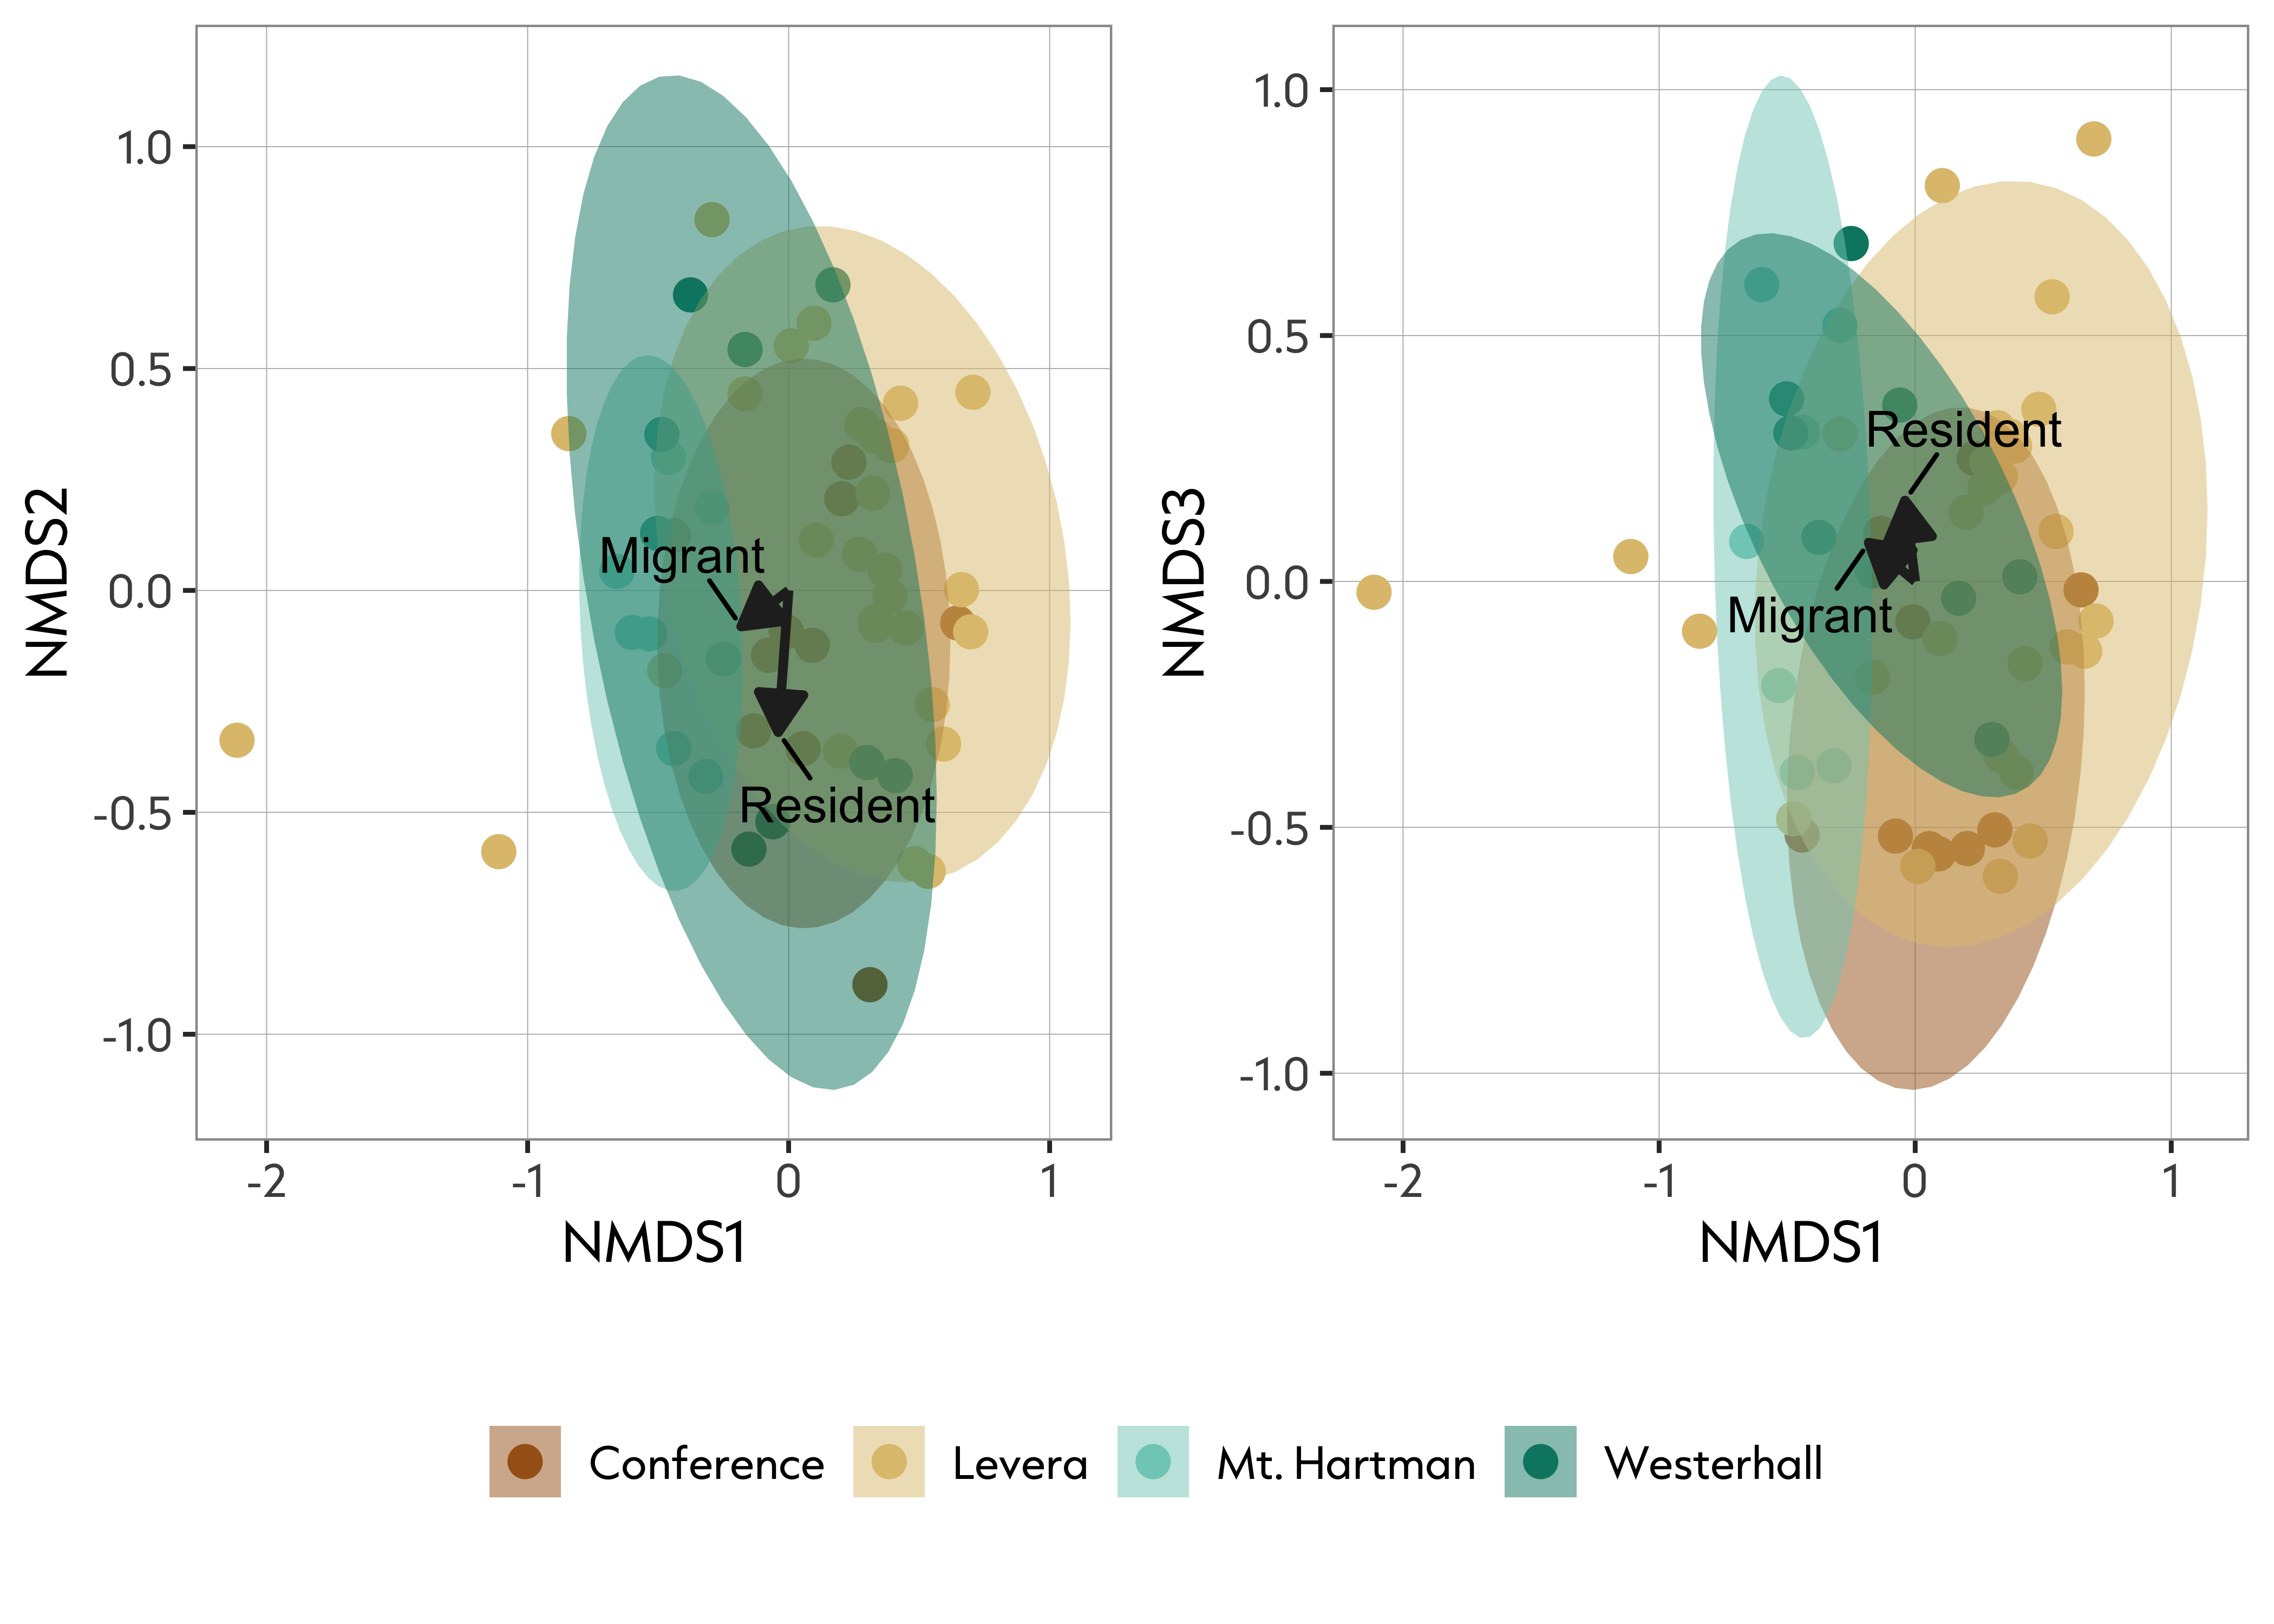 NMDS2
1.0
0.5
0.0
-0.5
-1.0
Migrant
Resident
-2
-1
0
1
NMDS1
NMDS3
1.0
0.5
0.0
-0.5
-1.0
Resident
Migrant
-2
-1
0
1
NMDS1
Conference
Levera
Mt. Hartman
Westerhall